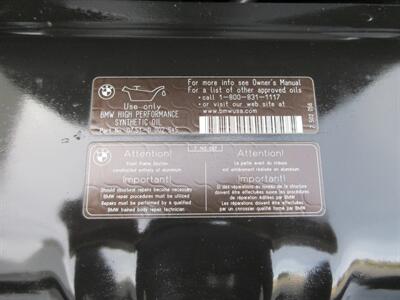 Use only
BMW HIGH PERFORMANCE
SYNTHETIC OIL
For more info see Owner's Manual
For a list of other approved oils
• call 1-800-831-1117
• or visit our web site at
www.bmwusa.com
Attention!
constructed entirely of aluminum
Important!
Should structural repairs become necessary
BMW repair procedures must be utilized
Repairs must be performed by a qualified
BMW trained body repair technician.
Attention!
La partie avant du châssis
est entièrement réalisée en aluminium
Important!
Si des réparations au niveau de la structure
doivent être effectuées suivre les procédures
de réparation éditées par BMW
Les réparations doivent être effectuées
par un carrossier qualifié formé par BMW